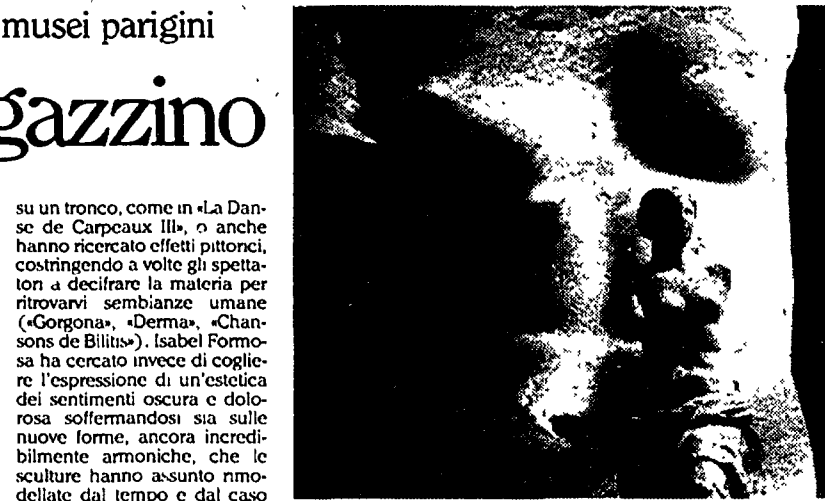 musei parigini
gazzino
su un tronco, come in «La Dan-
se de Carpeaux III», o anche
hanno ricercato effetti pittorici,
costringendo a volte gli spetta-
tori a decifrare la materia per
ritrovarvi sembianze umane
(«Gorgona», «Derma», «Chan-
sons de Bilitis»). Isabel Formo-
sa ha cercato invece di coglie-
re l'espressione di un'estetica
dei sentimenti oscura e dolo-
rosa soffermandosi sia sulle
nuove forme, ancora incredi-
bilmente armoniche, che le
sculture hanno assunto rimo-
dellate dal tempo e dal caso